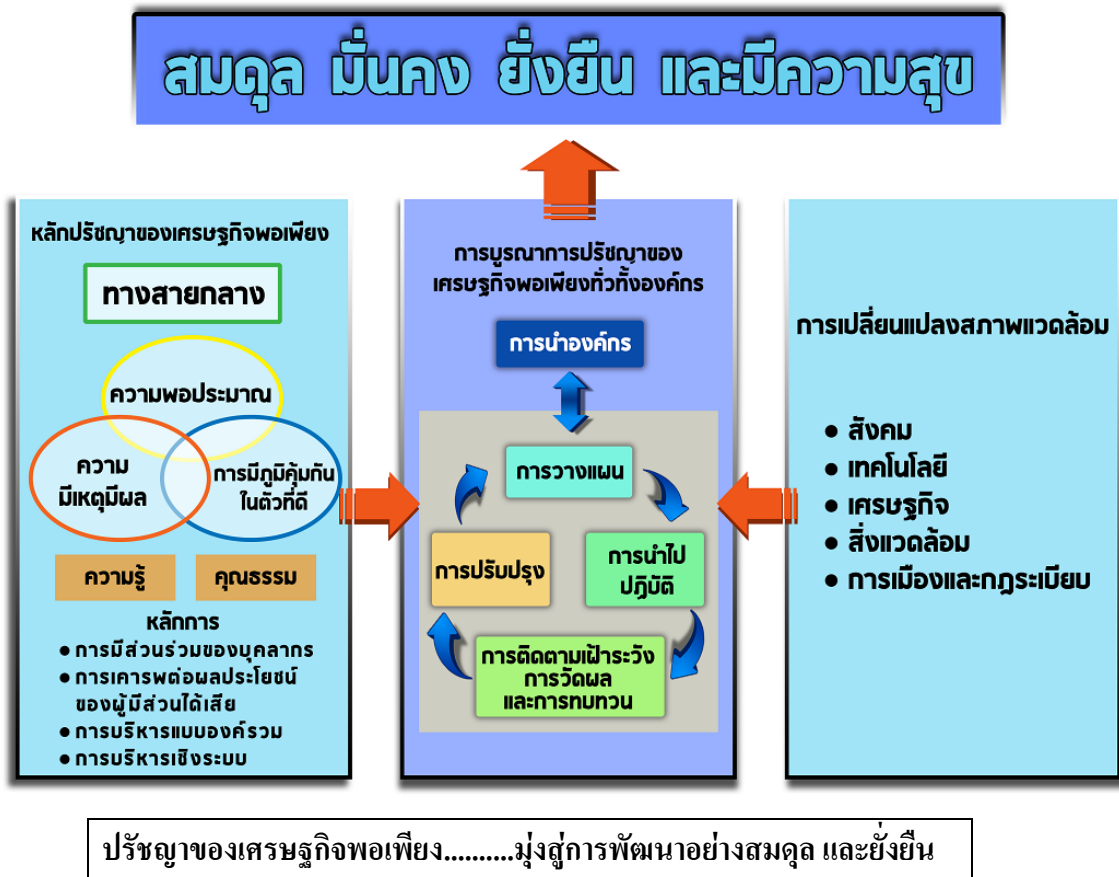 สมดุล มั่นคง ยั่งยืน และมีความสุข
หลักปรัชญาของเศรษฐกิจพอเพียง
ทางสายกลาง
ความพอประมาณ
ความ
มีเหตุมีผล
การมีภูมิคุ้มกัน
ในตัวที่ดี
ความรู้
คุณธรรม
หลักการ
● การมีส่วนร่วมของบุคลากร
● การเคารพต่อผลประโยชน์
ของผู้มีส่วนได้เสีย
● การบริหารแบบองค์รวม
● การบริหารเชิงระบบ
การบูรณาการปรัชญาของ
เศรษฐกิจพอเพียงทั่วทั้งองค์กร
การนำองค์กร
การวางแผน
การนำไป
ปฏิบัติ
การติดตามเฝ้าระวัง
การวัดผล
และการทบทวน
การปรับปรุง
การเปลี่ยนแปลงสภาพแวดล้อม
● สังคม
● เทคโนโลยี
● เศรษฐกิจ
● สิ่งแวดล้อม
● การเมืองและกฎระเบียบ
ปรัชญาของเศรษฐกิจพอเพียง..........มุ่งสู่การพัฒนาอย่างสมดุล และยั่งยืน